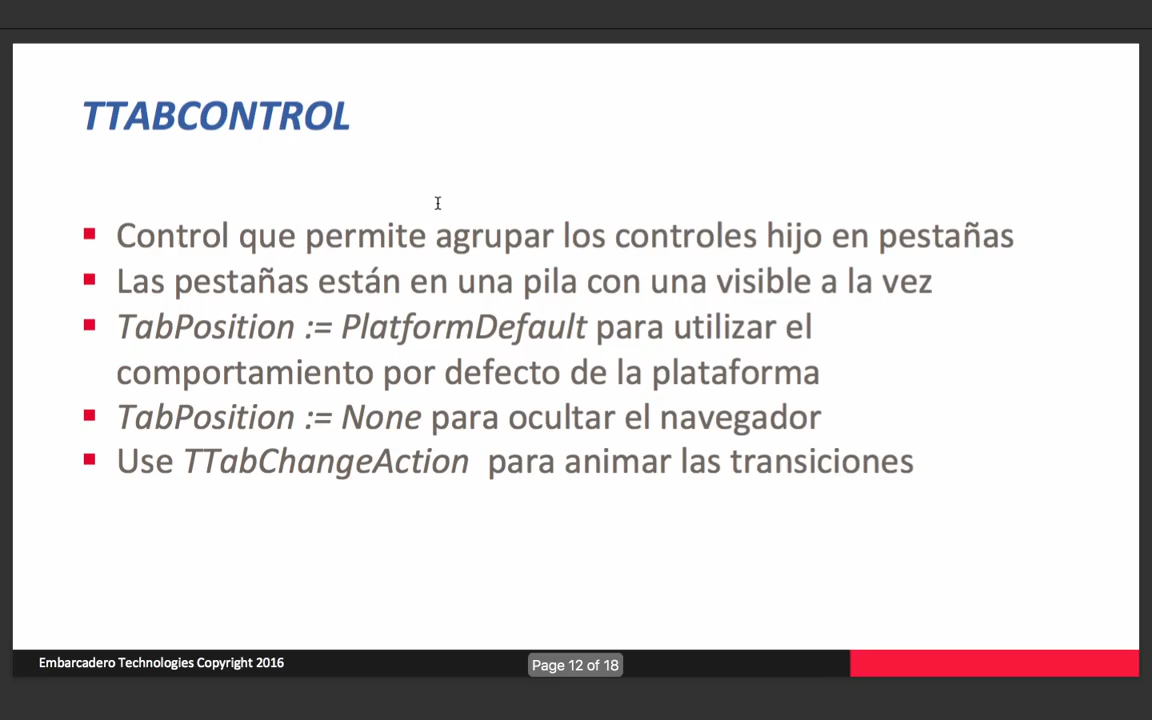 TTABCONTROL
Control que permite agrupar los controles hijo en pestañas
Las pestañas están en una pila con una visible a la vez
TabPosition := PlatformDefault para utilizar el
comportamiento por defecto de la plataforma
TabPosition := None para ocultar el navegador
Use TTabChangeAction para animar las transiciones
Embarcadero Technologies Copyright 2016
Page 12 of 18